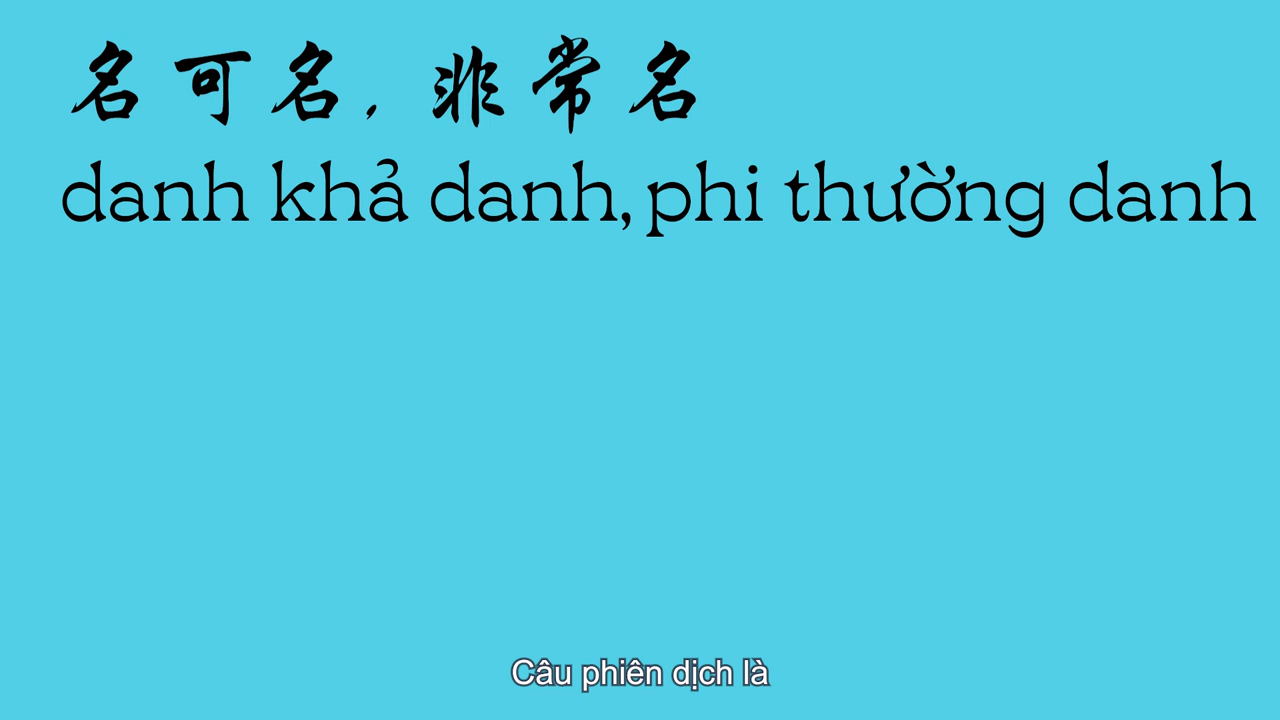 名可名, 非常名
danh khả danh, phi thường danh
Câu phiên dịch là